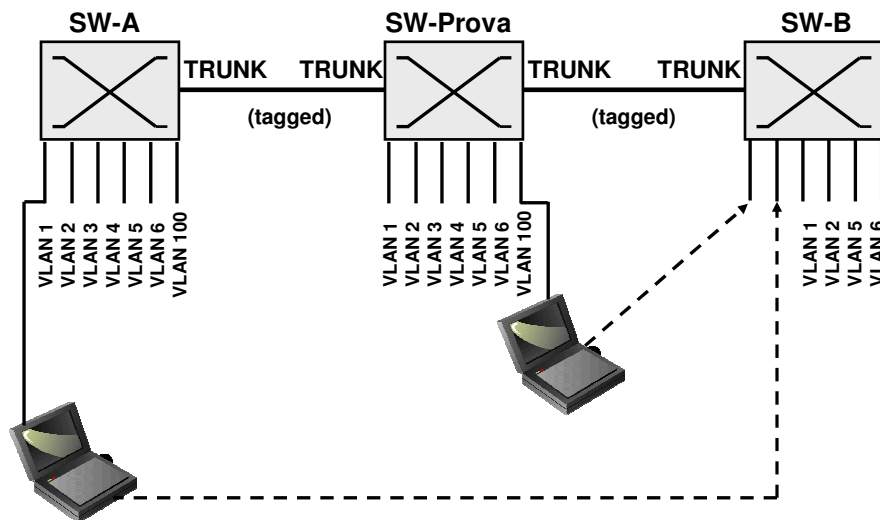 SW-A
SW-Prova
SW-B
TRUNK
TRUNK
TRUNK
TRUNK
(tagged)
(tagged)
VLAN 1
VLAN 2
VLAN 3
VLAN 4
VLAN 5
VLAN 6
VLAN 100
VLAN 1
VLAN 2
VLAN 3
VLAN 4
VLAN 5
VLAN 6
VLAN 100
VLAN 1
VLAN 2
VLAN 5
VLAN 6